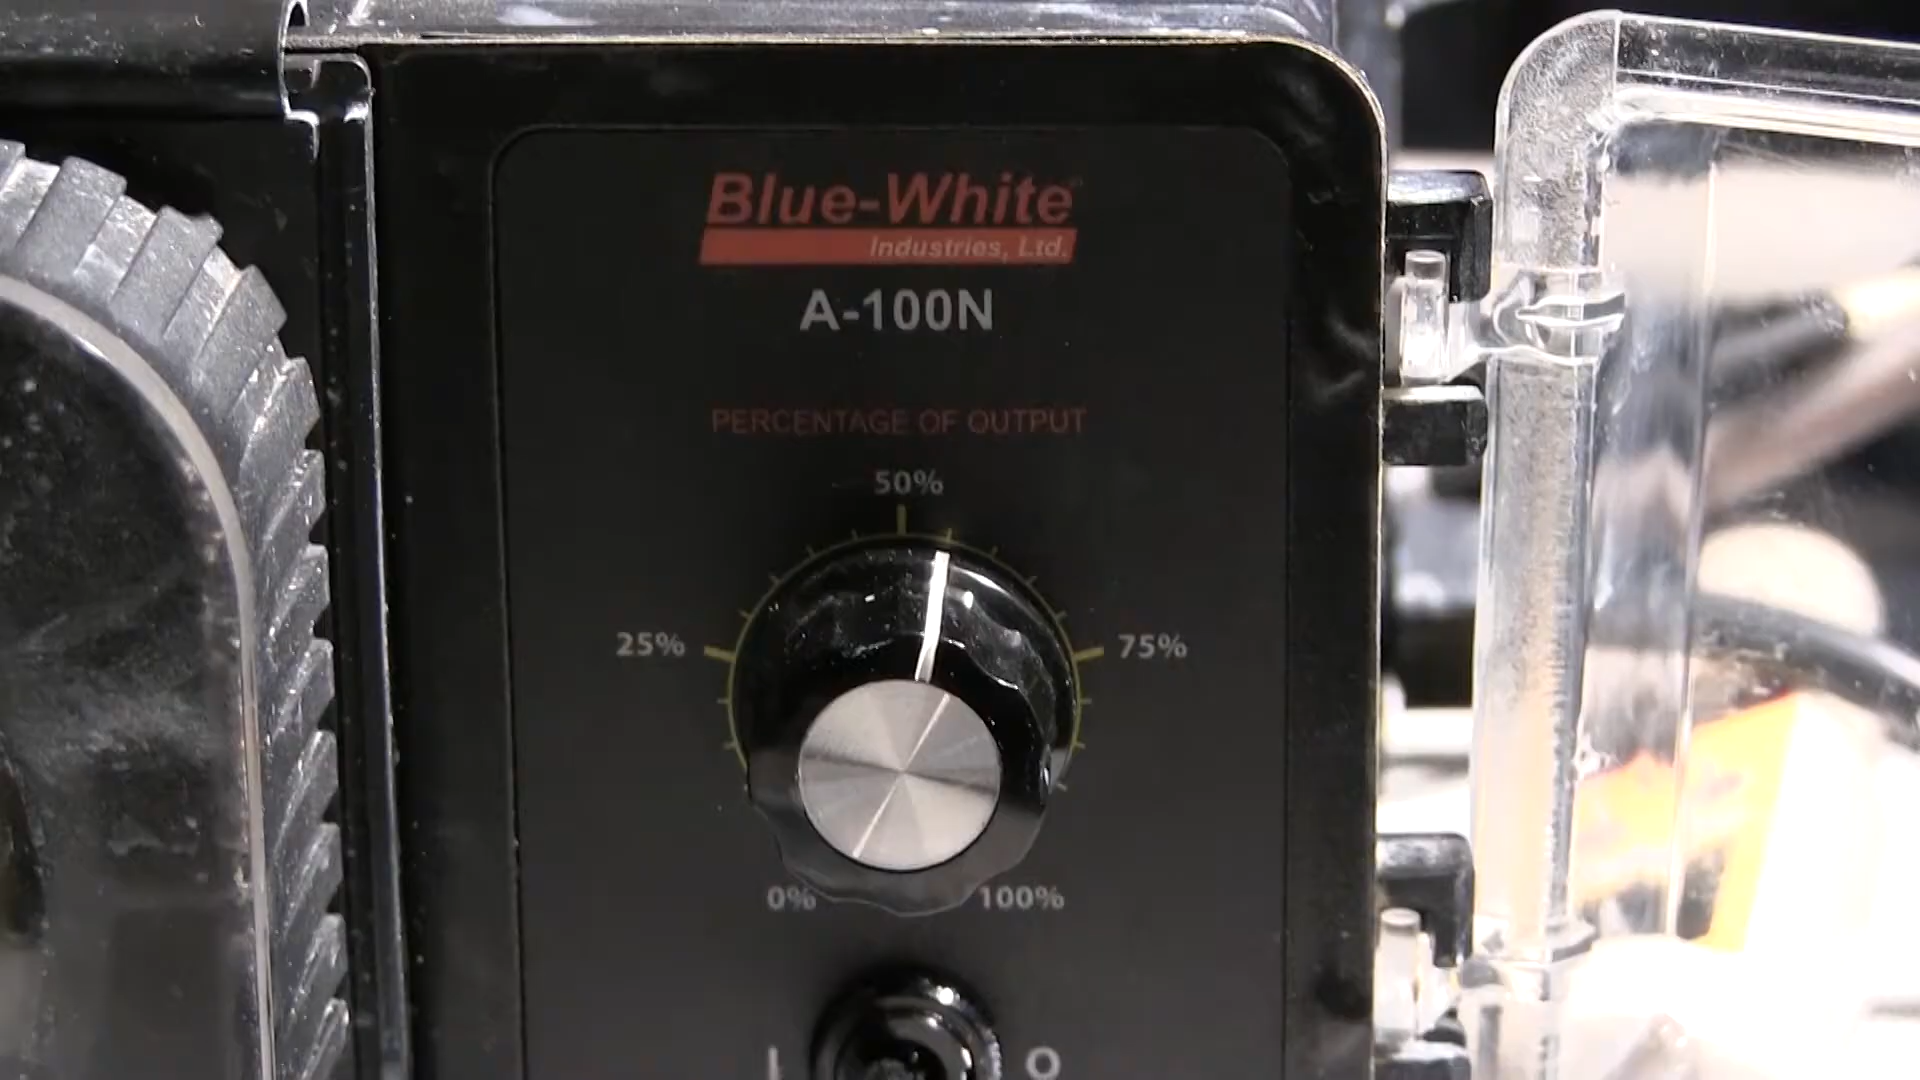 Blue-White
Industries, Ltd.
A-100N
PERCENTAGE OF OUTPUT
50%
25% 75%
0% 100%
I O